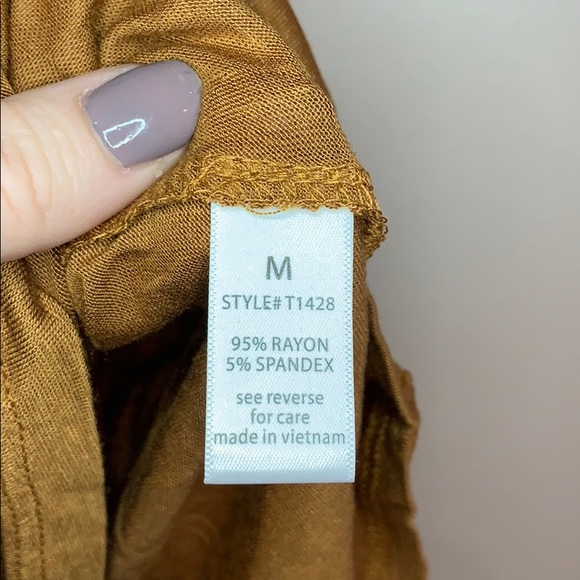 M
STYLE# T1428
95% RAYON
5% SPANDEX
see reverse
for care
made in vietnam